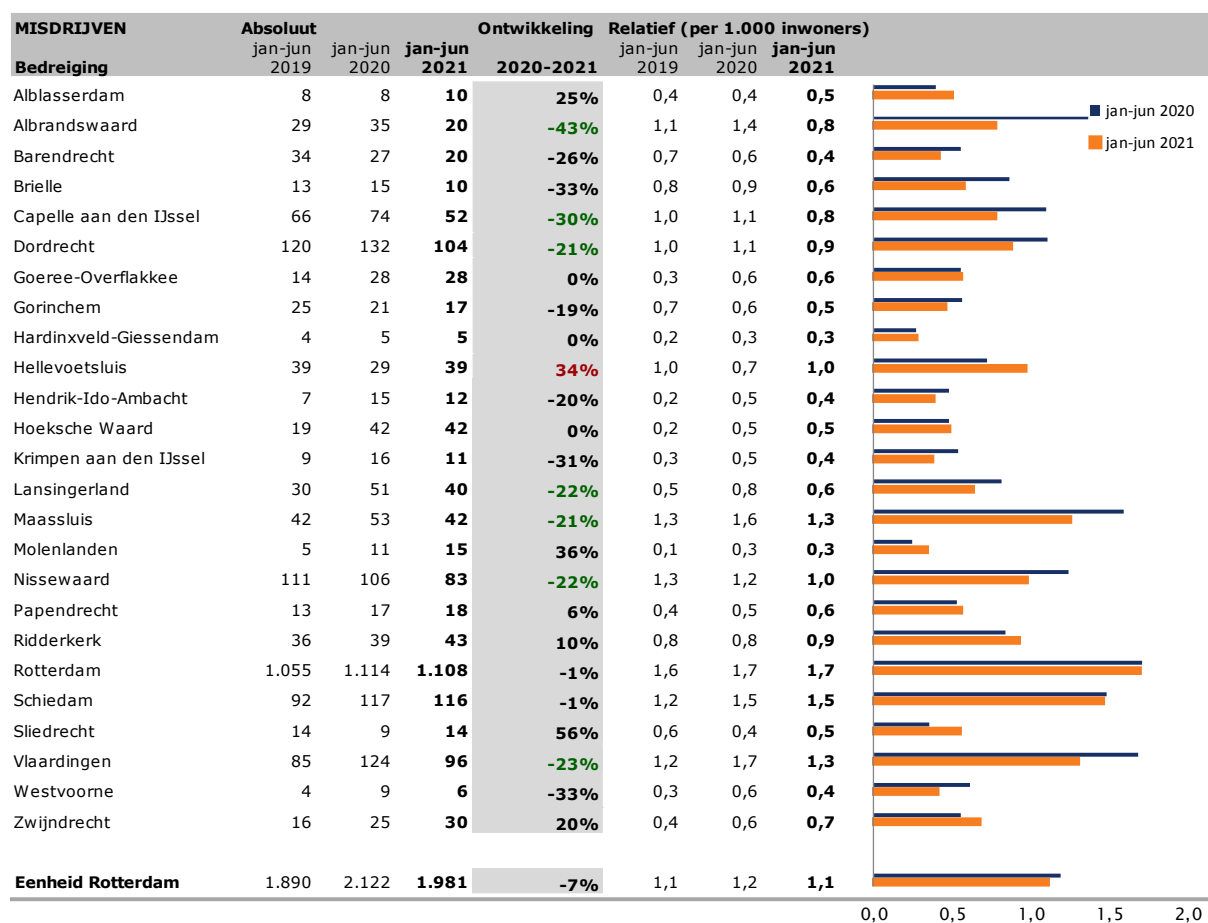 MISDRIJVEN Absoluut Ontwikkeling Relatief (per 1.000 inwoners)
jan-jun jan-jun jan-jun jan-jun jan-jun jan-jun
Bedreiging 2019 2020 2021 2020-2021 2019 2020 2021
Alblasserdam 8 8 10 25% 0,4 0,4 0,5
jan-jun 2020
Albrandswaard 29 35 20 -43% 1,1 1,4 0,8
jan-jun 2021
Barendrecht 34 27 20 -26% 0,7 0,6 0,4
Brielle 13 15 10 -33% 0,8 0,9 0,6
Capelle aan den IJssel 66 74 52 -30% 1,0 1,1 0,8
Dordrecht 120 132 104 -21% 1,0 1,1 0,9
Goeree-Overflakkee 14 28 28 0% 0,3 0,6 0,6
Gorinchem 25 21 17 -19% 0,7 0,6 0,5
Hardinxveld-Giessendam 4 5 5 0% 0,2 0,3 0,3
Hellevoetsluis 39 29 39 34% 1,0 0,7 1,0
Hendrik-Ido-Ambacht 7 15 12 -20% 0,2 0,5 0,4
Hoeksche Waard 19 42 42 0% 0,2 0,5 0,5
Krimpen aan den IJssel 9 16 11 -31% 0,3 0,5 0,4
Lansingerland 30 51 40 -22% 0,5 0,8 0,6
Maassluis 42 53 42 -21% 1,3 1,6 1,3
Molenlanden 5 11 15 36% 0,1 0,3 0,3
Nissewaard 111 106 83 -22% 1,3 1,2 1,0
Papendrecht 13 17 18 6% 0,4 0,5 0,6
Ridderkerk 36 39 43 10% 0,8 0,8 0,9
Rotterdam 1.055 1.114 1.108 -1% 1,6 1,7 1,7
Schiedam 92 117 116 -1% 1,2 1,5 1,5
Sliedrecht 14 9 14 56% 0,6 0,4 0,5
Vlaardingen 85 124 96 -23% 1,2 1,7 1,3
Westvoorne 4 9 6 -33% 0,3 0,6 0,4
Zwijndrecht 16 25 30 20% 0,4 0,6 0,7
Eenheid Rotterdam 1.890 2.122 1.981 -7% 1,1 1,2 1,1
0,0 0,5 1,0 1,5 2,0